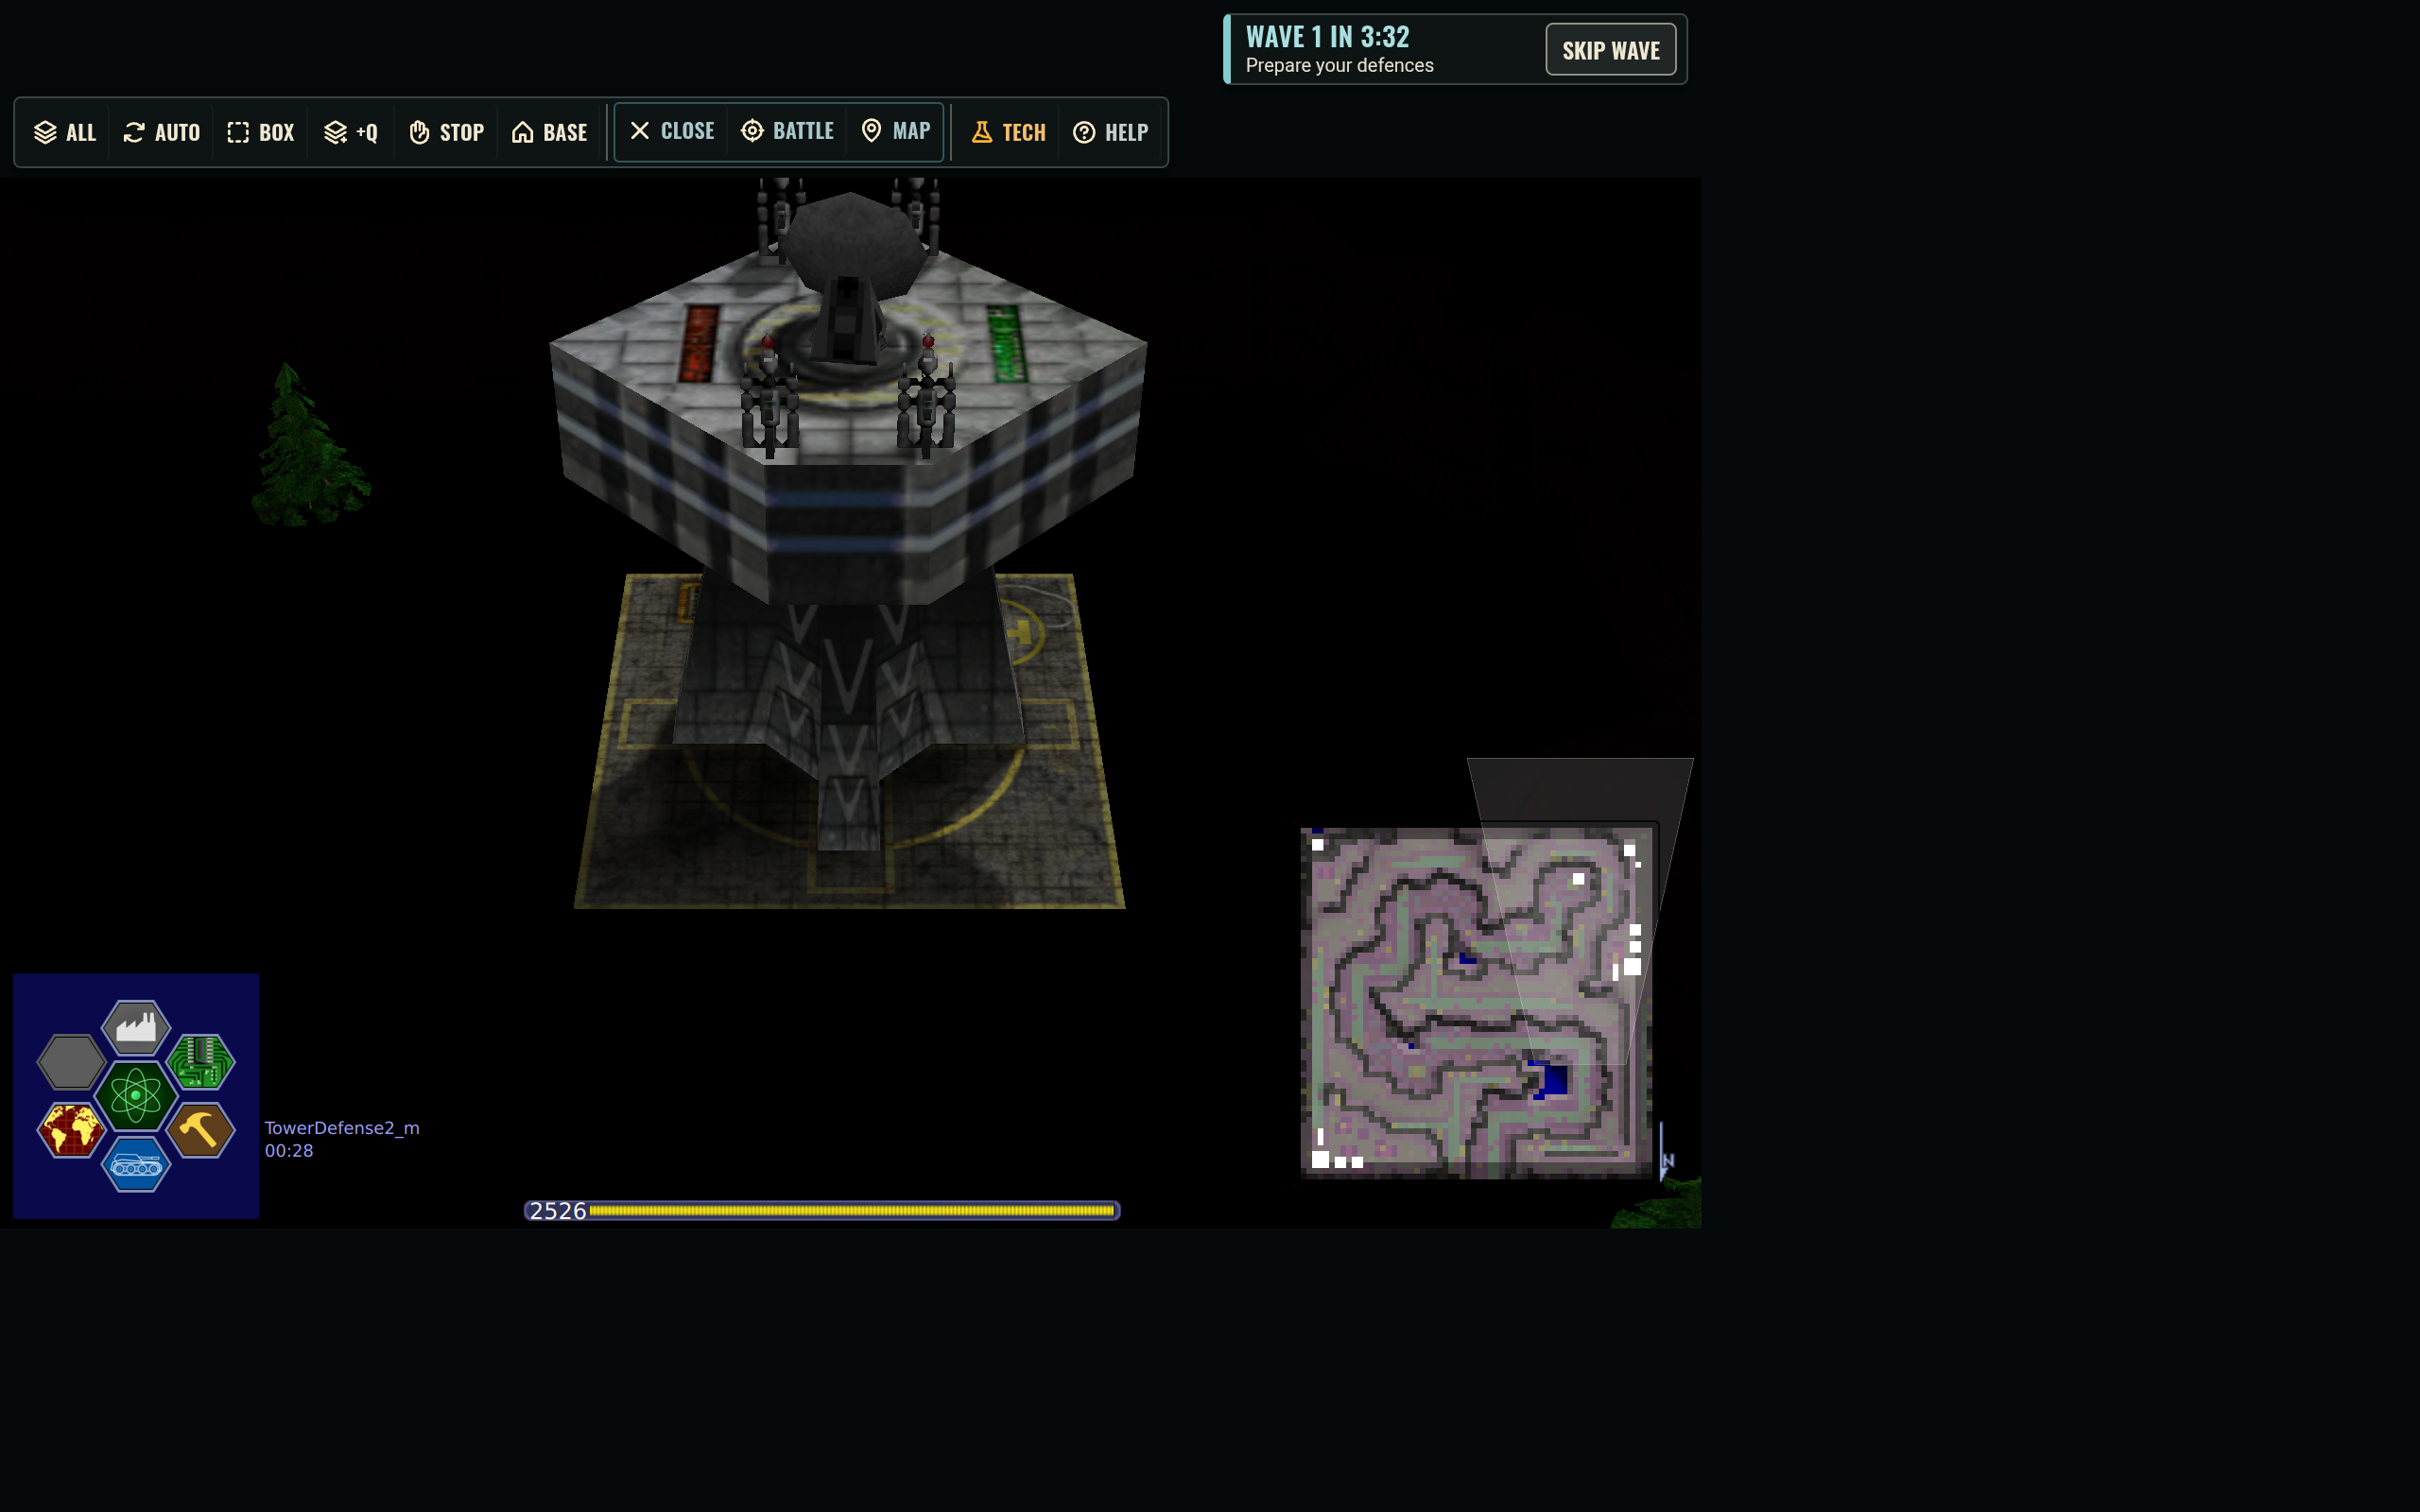 WAVE 1 IN 3:32
Prepare your defences
SKIP WAVE
ALL AUTO BOX +Q STOP BASE CLOSE BATTLE MAP TECH HELP
TowerDefense2_m
00:28
N
2526